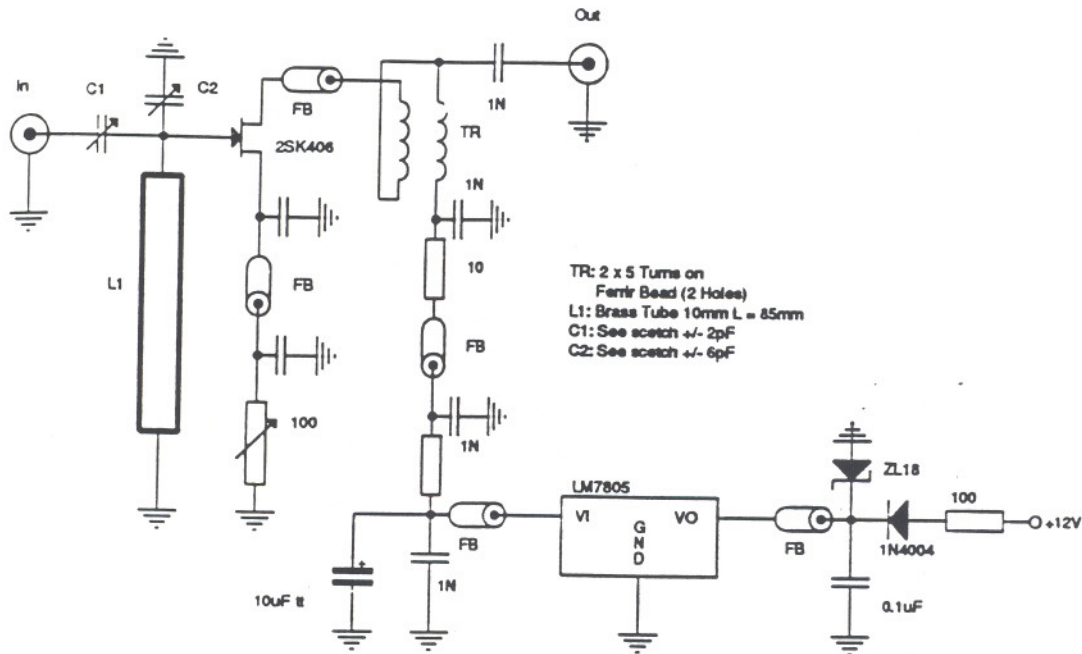 Out
In
C1
C2
FB
1N
TR
2SK406
1N
L1
FB
10
TR: 2 x 5 Turns on
Ferrir Bead (2 Holes)
L1: Brass Tube 10mm L = 85mm
C1: See scetch +/- 2pF
C2: See scetch +/- 6pF
FB
100
1N
LM7805
ZL18
100
VI
G
N
D
VO
+12V
FB
FB
1N4004
1N
10uF tt
+
0.1uF